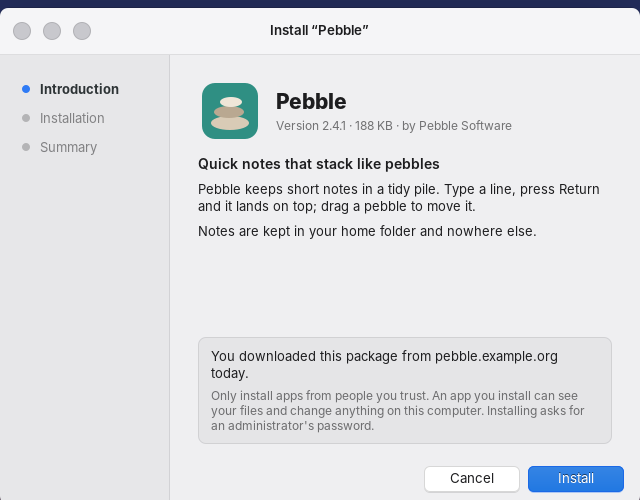 Install “Pebble”
Introduction
Installation
Summary
Pebble
Version 2.4.1 · 188 KB · by Pebble Software
Quick notes that stack like pebbles
Pebble keeps short notes in a tidy pile. Type a line, press Return
and it lands on top; drag a pebble to move it.
Notes are kept in your home folder and nowhere else.
You downloaded this package from pebble.example.org
today.
Only install apps from people you trust. An app you install can see
your files and change anything on this computer. Installing asks for
an administrator's password.
Cancel
Install